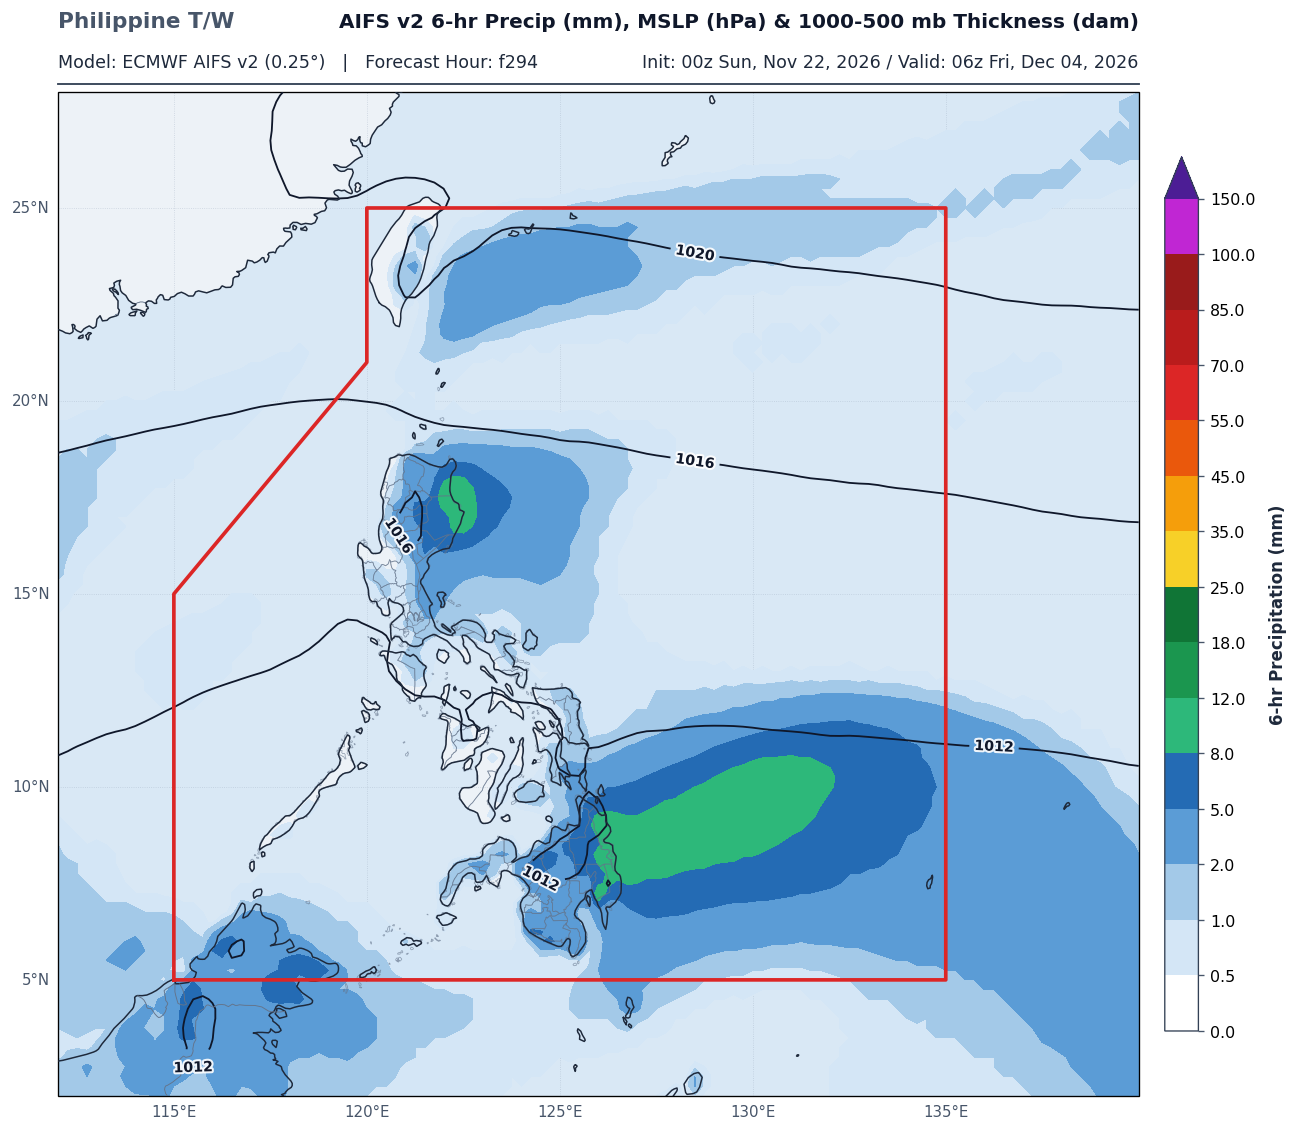 Philippine T/W
AIFS v2 6-hr Precip (mm), MSLP (hPa) & 1000-500 mb Thickness (dam)
Model: ECMWF AIFS v2 (0.25°) | Forecast Hour: f294
Init: 00z Sun, Nov 22, 2026 / Valid: 06z Fri, Dec 04, 2026
25°N
20°N
15°N
10°N
5°N
115°E
120°E
125°E
130°E
135°E
1020
1016
1016
1012
1012
1012
150.0
100.0
85.0
70.0
55.0
45.0
35.0
25.0
18.0
12.0
8.0
5.0
2.0
1.0
0.5
0.0
6-hr Precipitation (mm)